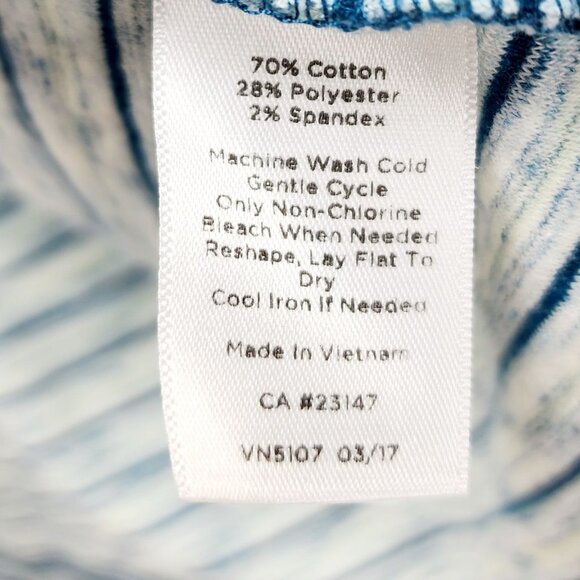 70% Cotton
28% Polyester
2% Spandex
Machine Wash Cold
Gentle Cycle
Only Non-Chlorine
Bleach When Needed
Reshape, Lay Flat To
Dry
Cool Iron If Needed
Made In Vietnam
CA #23147
VN5107 03/17